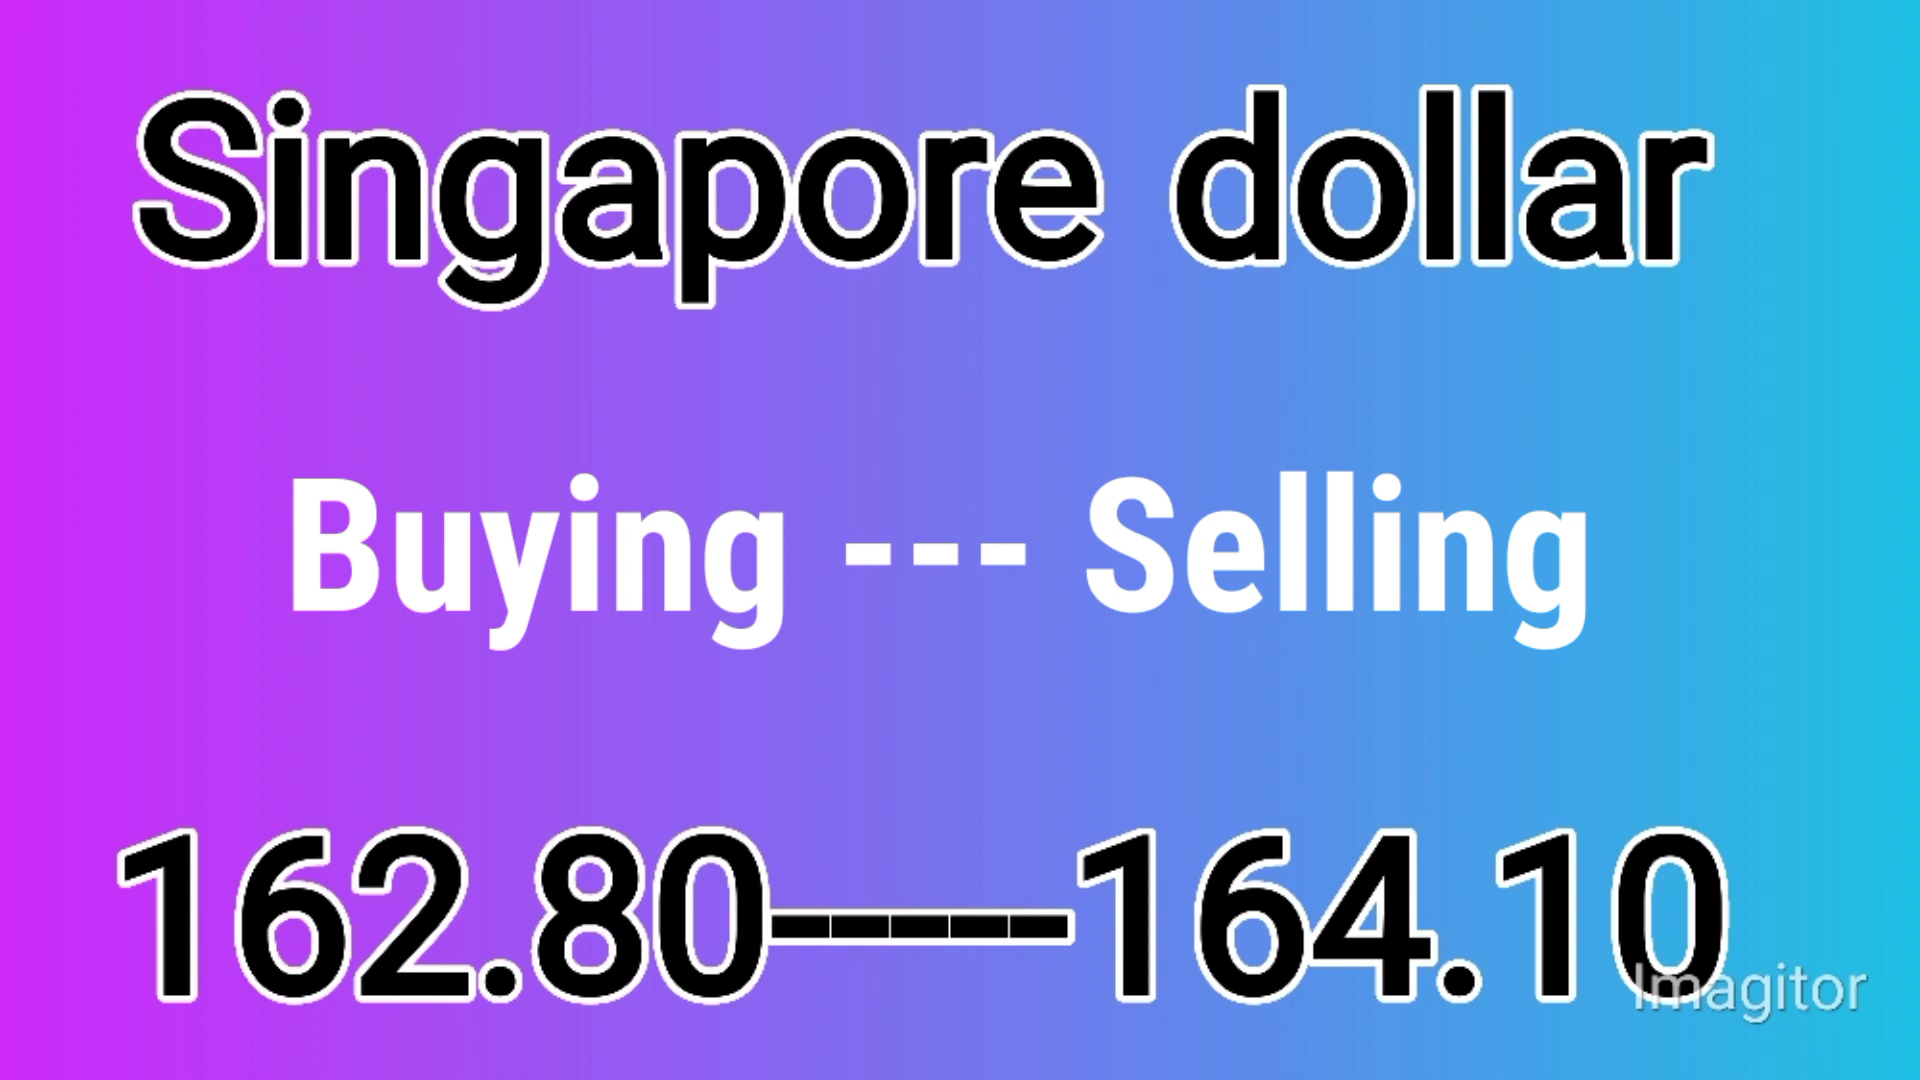 Singapore dollar
Buying --- Selling
162.80-----164.10
Imagitor